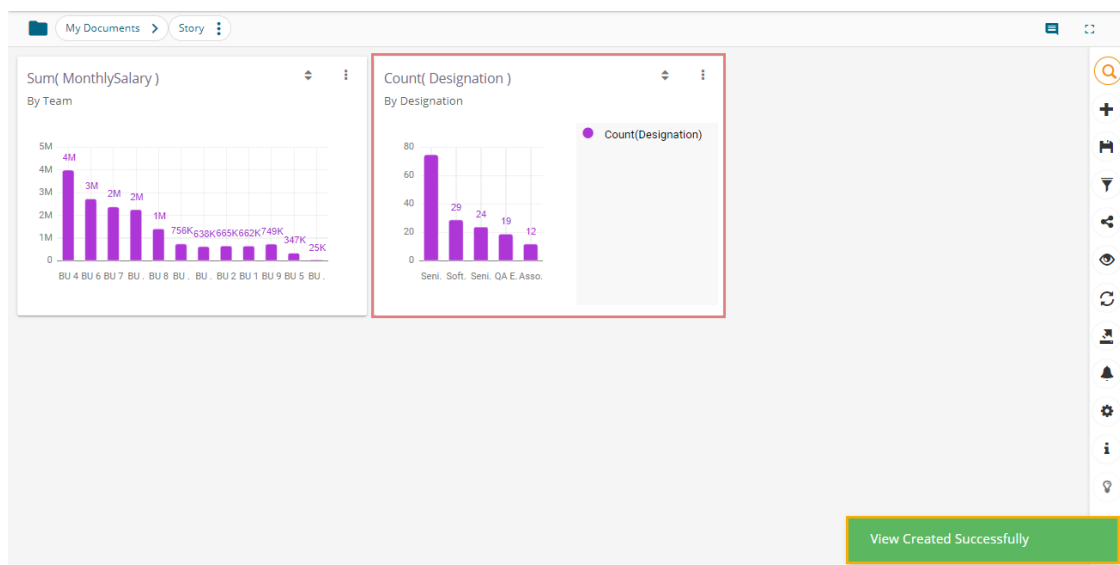 My Documents
Story
Sum( MonthlySalary )
By Team
5M
4M
3M
2M
1M
0
4M
3M
2M
2M
1M
756K
638K
665K
662K
749K
347K
25K
BU 4 BU 6 BU 7 BU . BU 8 BU . BU . BU 2 BU 1 BU 9 BU 5 BU .
Count( Designation )
By Designation
80
60
40
20
0
29
24
19
12
Seni. Soft. Seni. QA E. Asso.
Count(Designation)
View Created Successfully